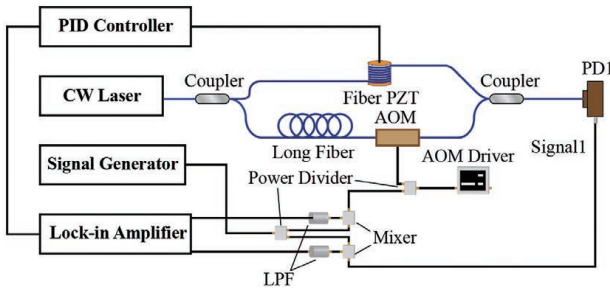 PID Controller
PD1
Coupler
Coupler
CW Laser
Fiber PZT
AOM
Long Fiber
Signal1
AOM Driver
Signal Generator
Power Divider
Lock-in Amplifier
Mixer
LPF